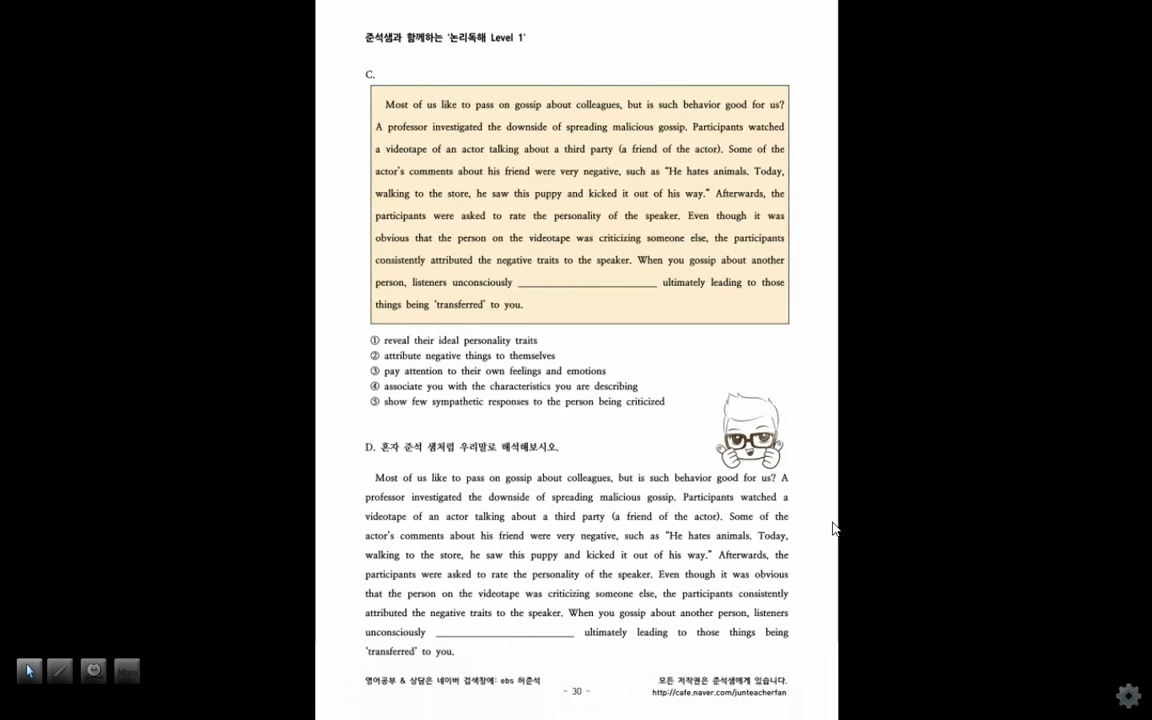 준석샘과 함께하는 '논리독해 Level 1'
C.
Most of us like to pass on gossip about colleagues, but is such behavior good for us?
A professor investigated the downside of spreading malicious gossip. Participants watched
a videotape of an actor talking about a third party (a friend of the actor). Some of the
actor's comments about his friend were very negative, such as "He hates animals. Today,
walking to the store, he saw this puppy and kicked it out of his way." Afterwards, the
participants were asked to rate the personality of the speaker. Even though it was
obvious that the person on the videotape was criticizing someone else, the participants
consistently attributed the negative traits to the speaker. When you gossip about another
person, listeners unconsciously ____________________ ultimately leading to those
things being 'transferred' to you.
① reveal their ideal personality traits
② attribute negative things to themselves
③ pay attention to their own feelings and emotions
④ associate you with the characteristics you are describing
⑤ show few sympathetic responses to the person being criticized
D. 혼자 준석 샘처럼 우리말로 해석해보시오.
Most of us like to pass on gossip about colleagues, but is such behavior good for us? A
professor investigated the downside of spreading malicious gossip. Participants watched a
videotape of an actor talking about a third party (a friend of the actor). Some of the
actor's comments about his friend were very negative, such as "He hates animals. Today,
walking to the store, he saw this puppy and kicked it out of his way." Afterwards, the
participants were asked to rate the personality of the speaker. Even though it was obvious
that the person on the videotape was criticizing someone else, the participants consistently
attributed the negative traits to the speaker. When you gossip about another person, listeners
unconsciously ____________________ ultimately leading to those things being
'transferred' to you.
영어공부 & 상담은 네이버 검색창에: ebs 허준석
- 30 -
모든 저작권은 준석샘에게 있습니다.
http://cafe.naver.com/junteacherfan
More